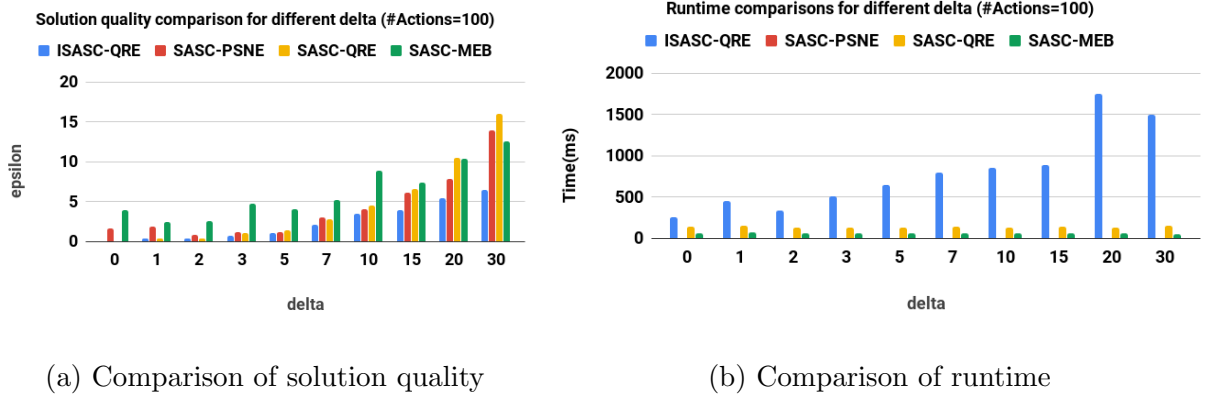 Solution quality comparison for different delta (#Actions=100)
ISASC-QRE SASC-PSNE SASC-QRE SASC-MEB
20
15
10
5
0
epsilon
0 1 2 3 5 7 10 15 20 30
delta
(a) Comparison of solution quality
Runtime comparisons for different delta (#Actions=100)
ISASC-QRE SASC-PSNE SASC-QRE SASC-MEB
2000
1500
1000
500
0
Time(ms)
0 1 2 3 5 7 10 15 20 30
delta
(b) Comparison of runtime